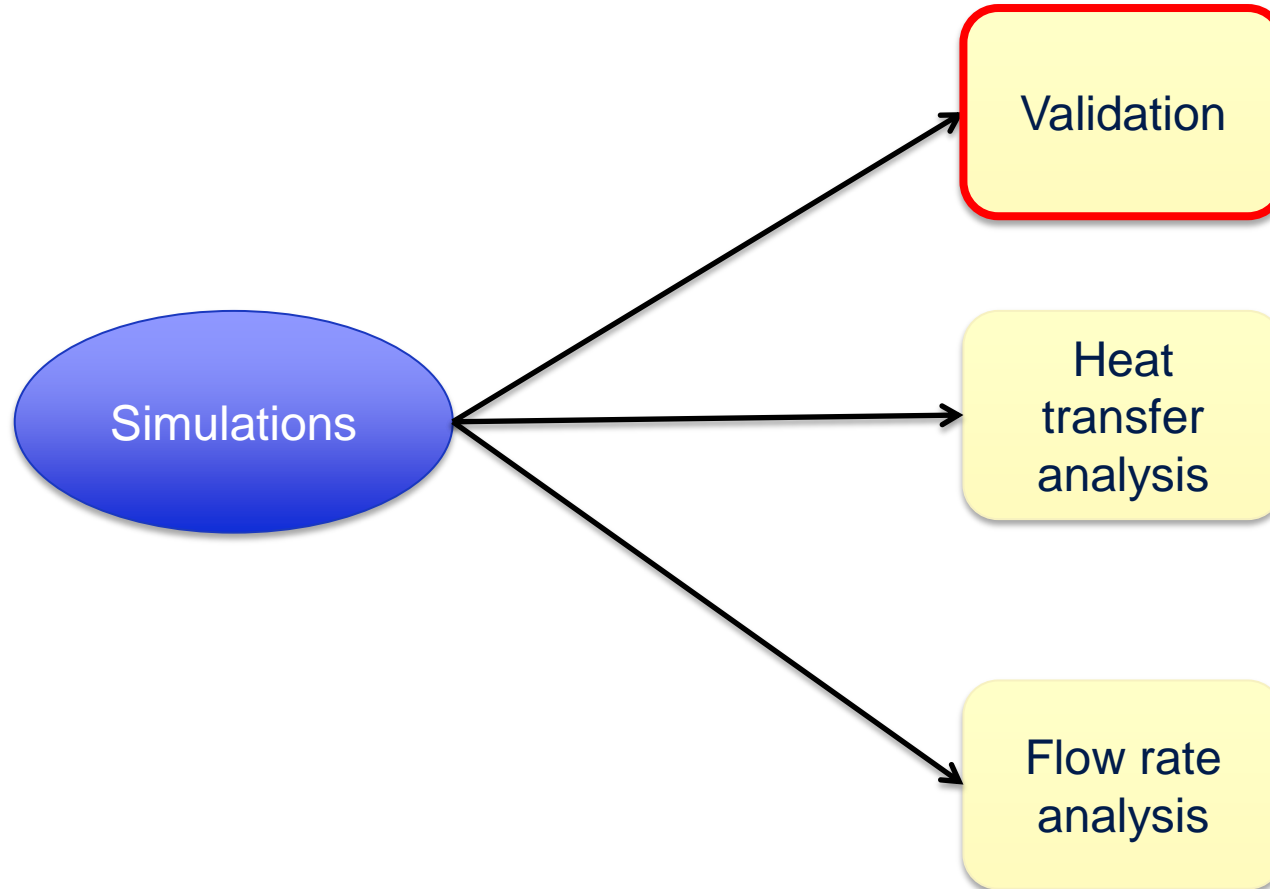 Validation
Simulations
Heat
transfer
analysis
Flow rate
analysis